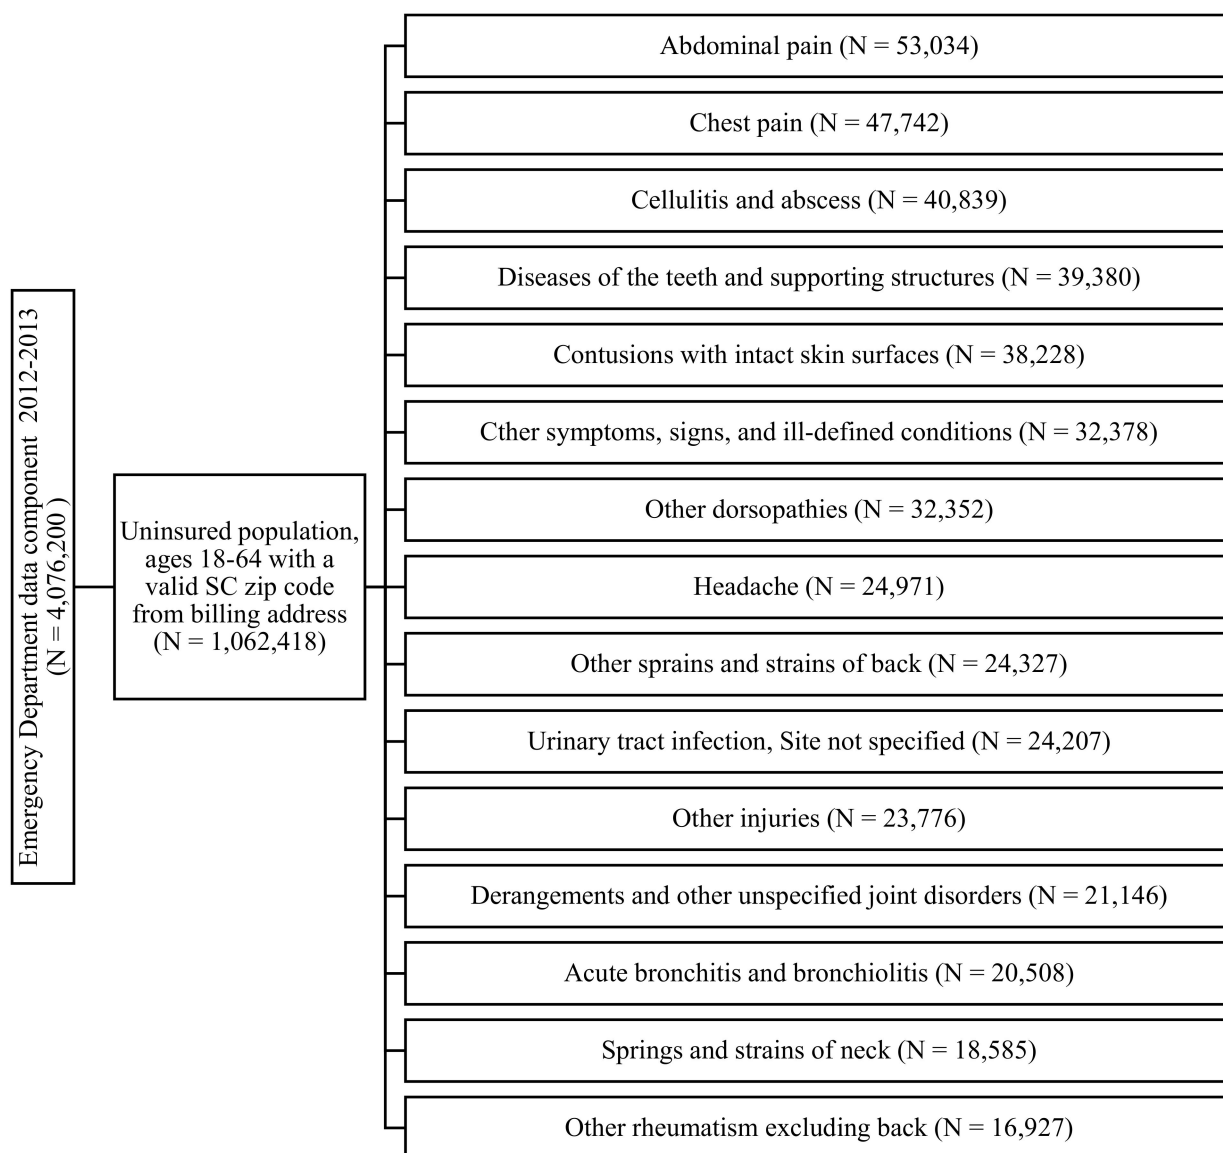 Emergency Department data component 2012-2013
(N = 4,076,200 )
Uninsured population,
ages 18-64 with a
valid SC zip code
from billing address
(N = 1,062,418)
Abdominal pain (N = 53,034)
Chest pain (N = 47,742)
Cellulitis and abscess (N = 40,839)
Diseases of the teeth and supporting structures (N = 39,380)
Contusions with intact skin surfaces (N = 38,228)
Cther symptoms, signs, and ill-defined conditions (N = 32,378)
Other dorsopathies (N = 32,352)
Headache (N = 24,971)
Other sprains and strains of back (N = 24,327)
Urinary tract infection, Site not specified (N = 24,207)
Other injuries (N = 23,776)
Derangements and other unspecified joint disorders (N = 21,146)
Acute bronchitis and bronchiolitis (N = 20,508)
Springs and strains of neck (N = 18,585)
Other rheumatism excluding back (N = 16,927)